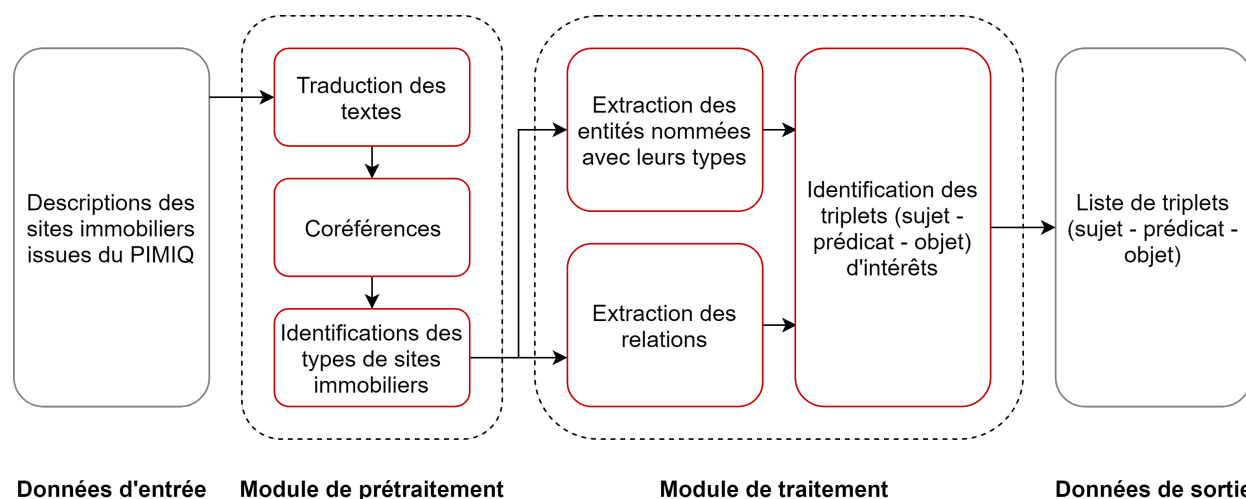 Descriptions des
sites immobiliers
issues du PIMIQ
Traduction des
textes
Coréférences
Identifications des
types de sites
immobiliers
Extraction des
entités nommées
avec leurs types
Extraction des
relations
Identification des
triplets (sujet -
prédicat - objet)
d'intérêts
Liste de triplets
(sujet - prédicat -
objet)
Données d'entrée
Module de prétraitement
Module de traitement
Données de sortie